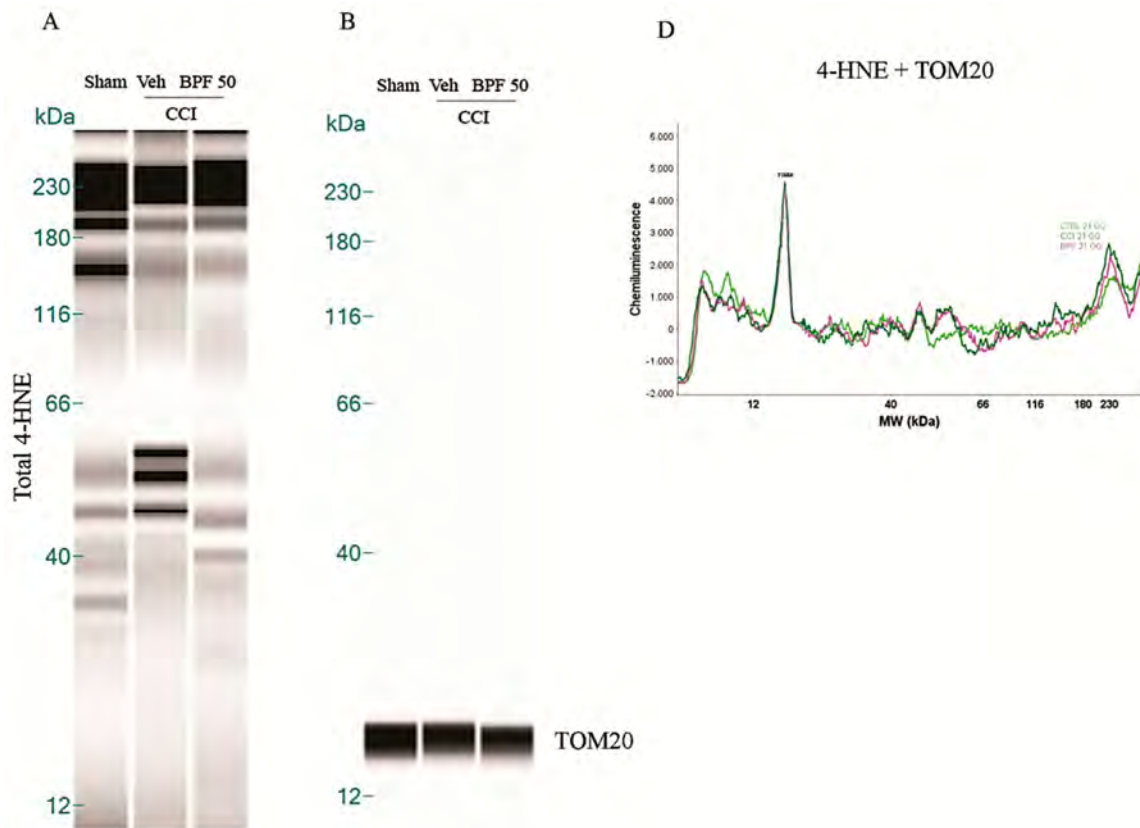 A
Sham Veh BPF 50
CCI
kDa
230
180
116
66
40
12
Total 4-HNE
B
Sham Veh BPF 50
CCI
kDa
230
180
116
66
40
12
TOM20
D
4-HNE + TOM20
6.000
5.000
4.000
3.000
2.000
1.000
0
-1.000
-2.000
Chemiluminescence
12 40 66 116 180 230
MW (kDa)